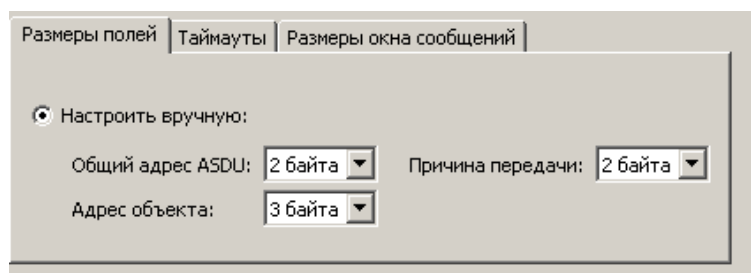 Размеры полей Таймауты Размеры окна сообщений
Настроить вручную:
Общий адрес ASDU: 2 байта Причина передачи: 2 байта
Адрес объекта: 3 байта